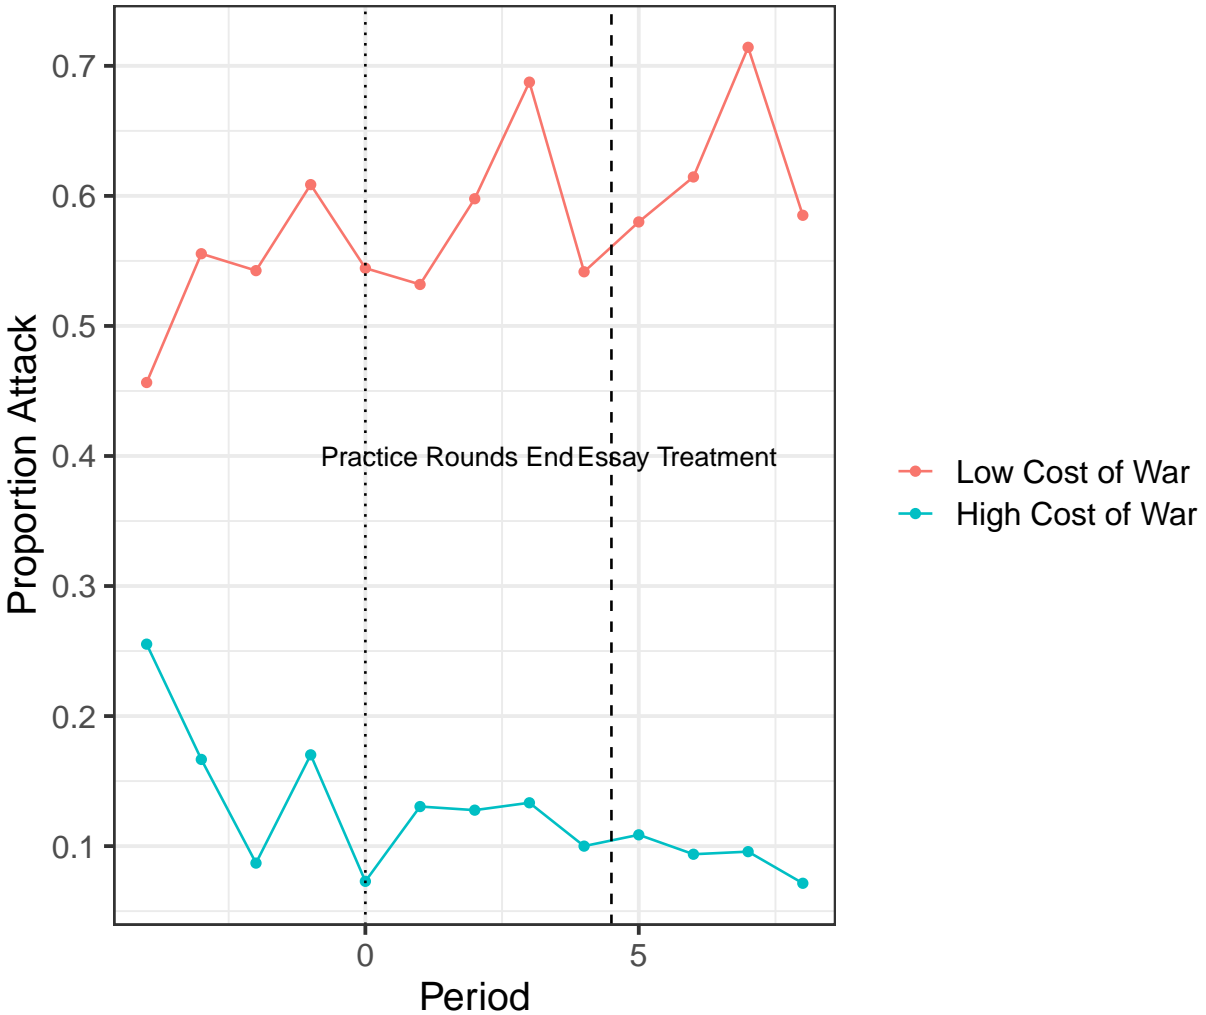 0.7
0.6
0.5
0.4
0.3
0.2
0.1
Proportion Attack
Practice Rounds End
Essay Treatment
0
5
Period
Low Cost of War
High Cost of War